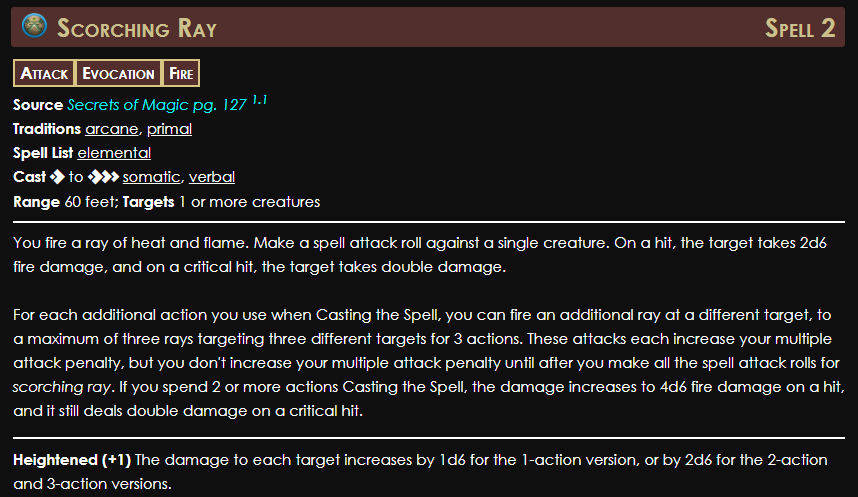 Scorching Ray Spell 2
Attack Evocation Fire
Source Secrets of Magic pg. 127 1.1
Traditions arcane, primal
Spell List elemental
Cast to somatic, verbal
Range 60 feet; Targets 1 or more creatures
You fire a ray of heat and flame. Make a spell attack roll against a single creature. On a hit, the target takes 2d6
fire damage, and on a critical hit, the target takes double damage.
For each additional action you use when Casting the Spell, you can fire an additional ray at a different target, to
a maximum of three rays targeting three different targets for 3 actions. These attacks each increase your multiple
attack penalty, but you don't increase your multiple attack penalty until after you make all the spell attack rolls for
scorching ray. If you spend 2 or more actions Casting the Spell, the damage increases to 4d6 fire damage on a hit,
and it still deals double damage on a critical hit.
Heightened (+1) The damage to each target increases by 1d6 for the 1-action version, or by 2d6 for the 2-action
and 3-action versions.